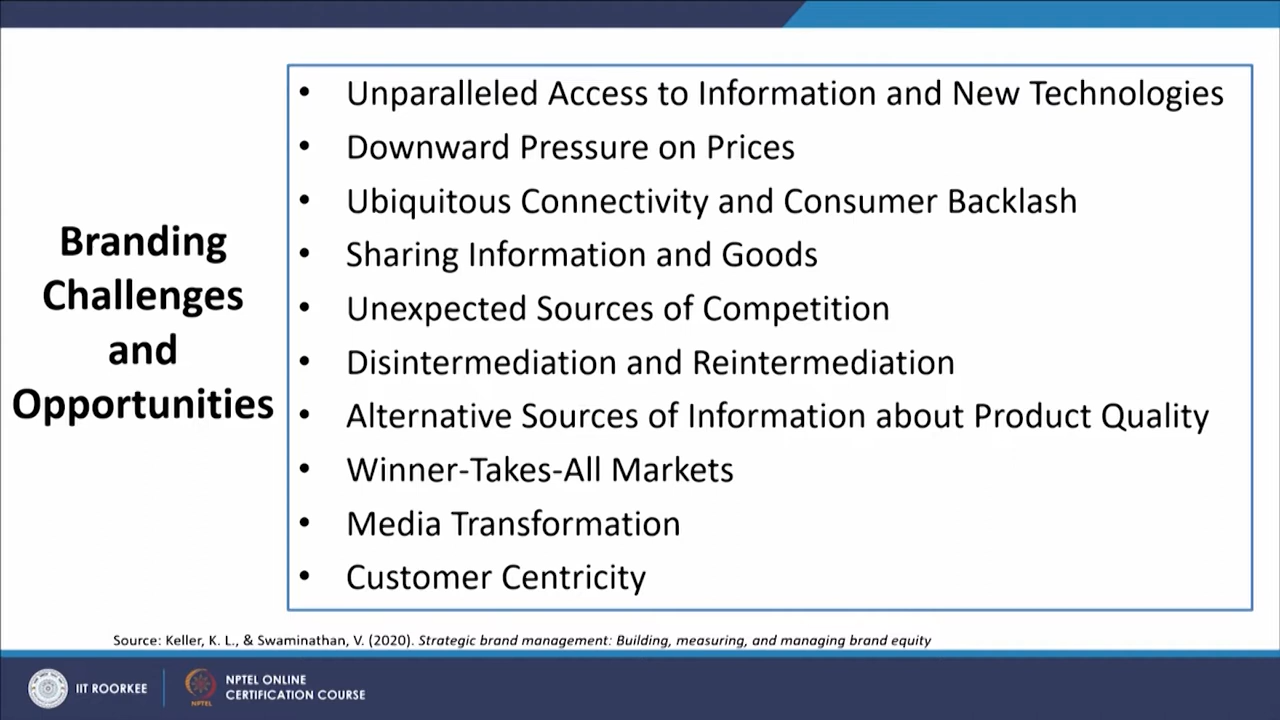 Branding
Challenges
and
Opportunities
• Unparalleled Access to Information and New Technologies
• Downward Pressure on Prices
• Ubiquitous Connectivity and Consumer Backlash
• Sharing Information and Goods
• Unexpected Sources of Competition
• Disintermediation and Reintermediation
• Alternative Sources of Information about Product Quality
• Winner-Takes-All Markets
• Media Transformation
• Customer Centricity
Source: Keller, K. L., & Swaminathan, V. (2020). Strategic brand management: Building, measuring, and managing brand equity
IIT ROORKEE
NPTEL
NPTEL ONLINE
CERTIFICATION COURSE